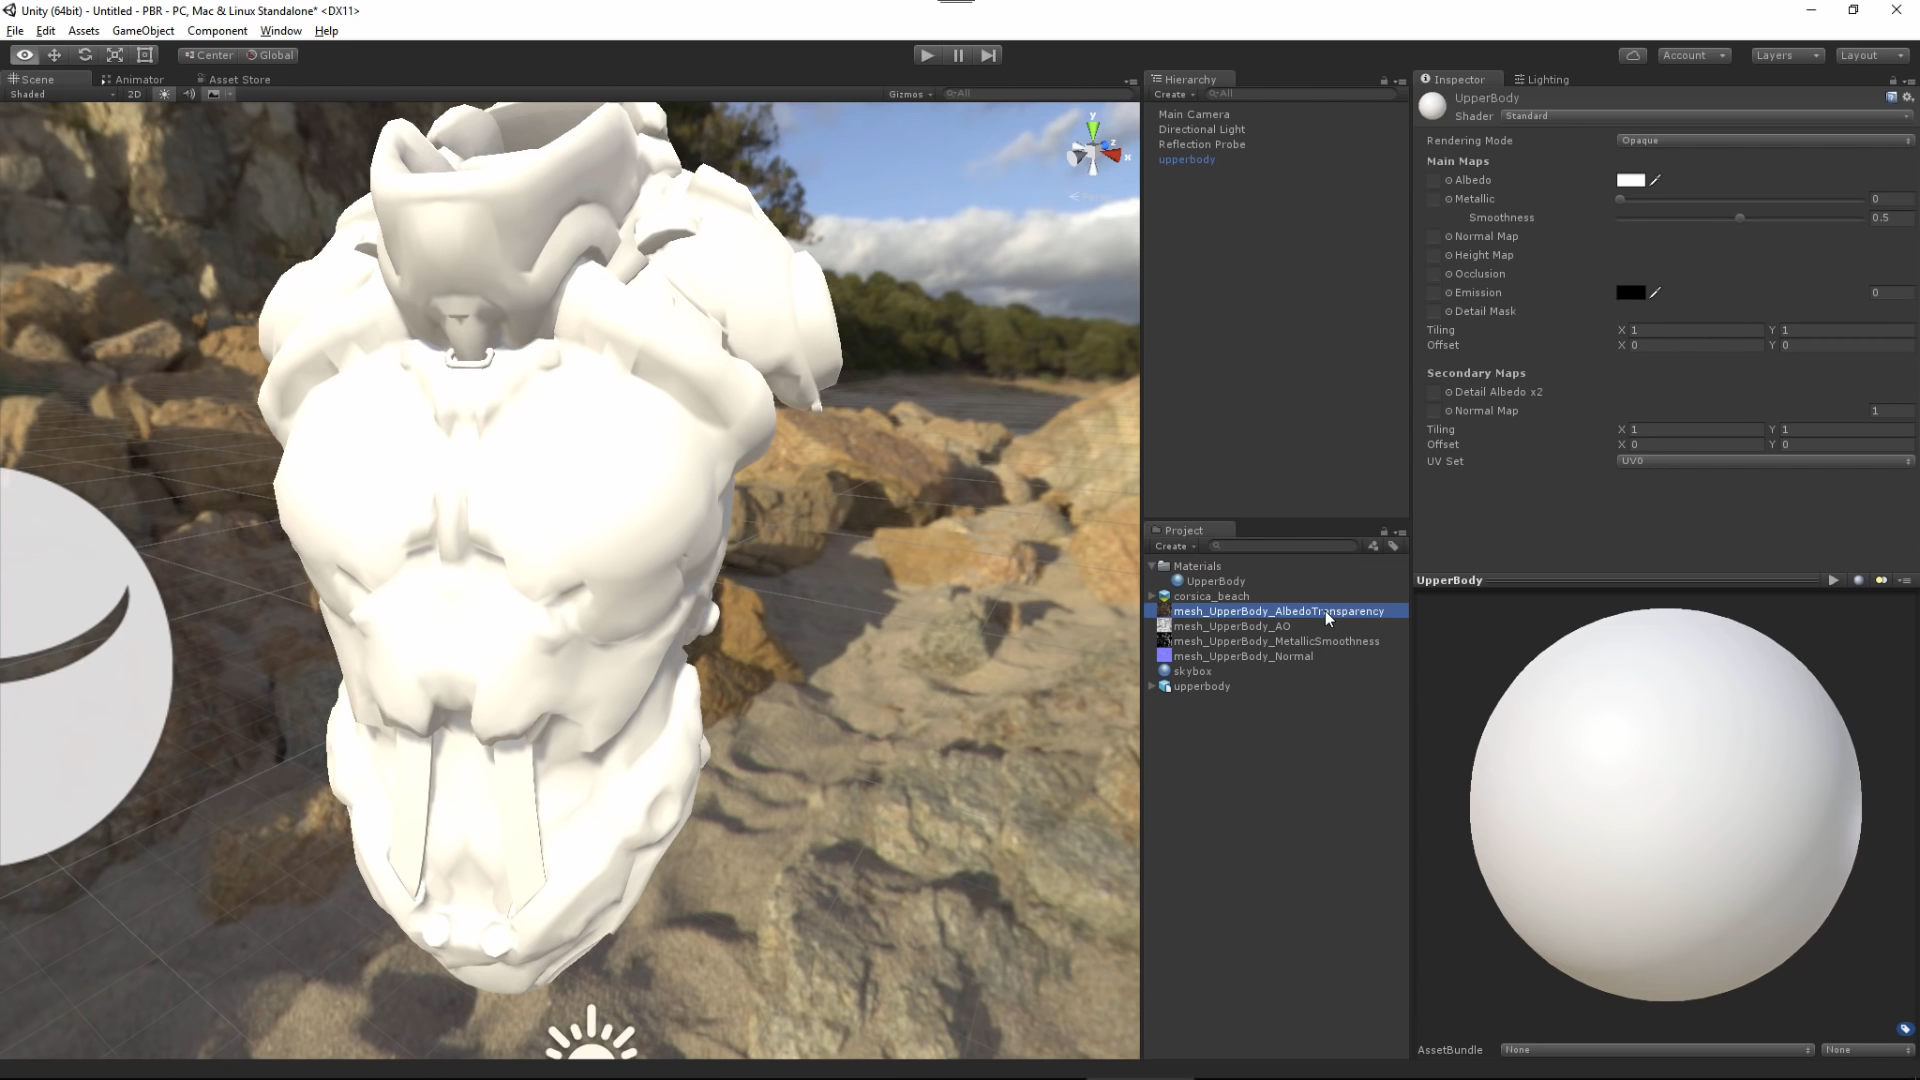 Unity (64bit) - Untitled - PBR - PC, Mac & Linux Standalone* <DX11>
File Edit Assets GameObject Component Window Help
Center Global Account Layers Layout
Scene Animator Asset Store
Shaded 2D Gizmos All
y
z
x
Hierarchy
Create All
Main Camera
Directional Light
Reflection Probe
upperbody
Project
Create
Materials
UpperBody
corsica_beach
mesh_UpperBody_AlbedoTransparency
mesh_UpperBody_AO
mesh_UpperBody_MetallicSmoothness
mesh_UpperBody_Normal
skybox
upperbody
Inspector Lighting
UpperBody
Shader Standard
Rendering Mode Opaque
Main Maps
Albedo
Metallic 0
Smoothness 0.5
Normal Map
Height Map
Occlusion
Emission 0
Detail Mask
Tiling X 1 Y 1
Offset X 0 Y 0
Secondary Maps
Detail Albedo x2
Normal Map 1
Tiling X 1 Y 1
Offset X 0 Y 0
UV Set UV0
UpperBody
AssetBundle None None